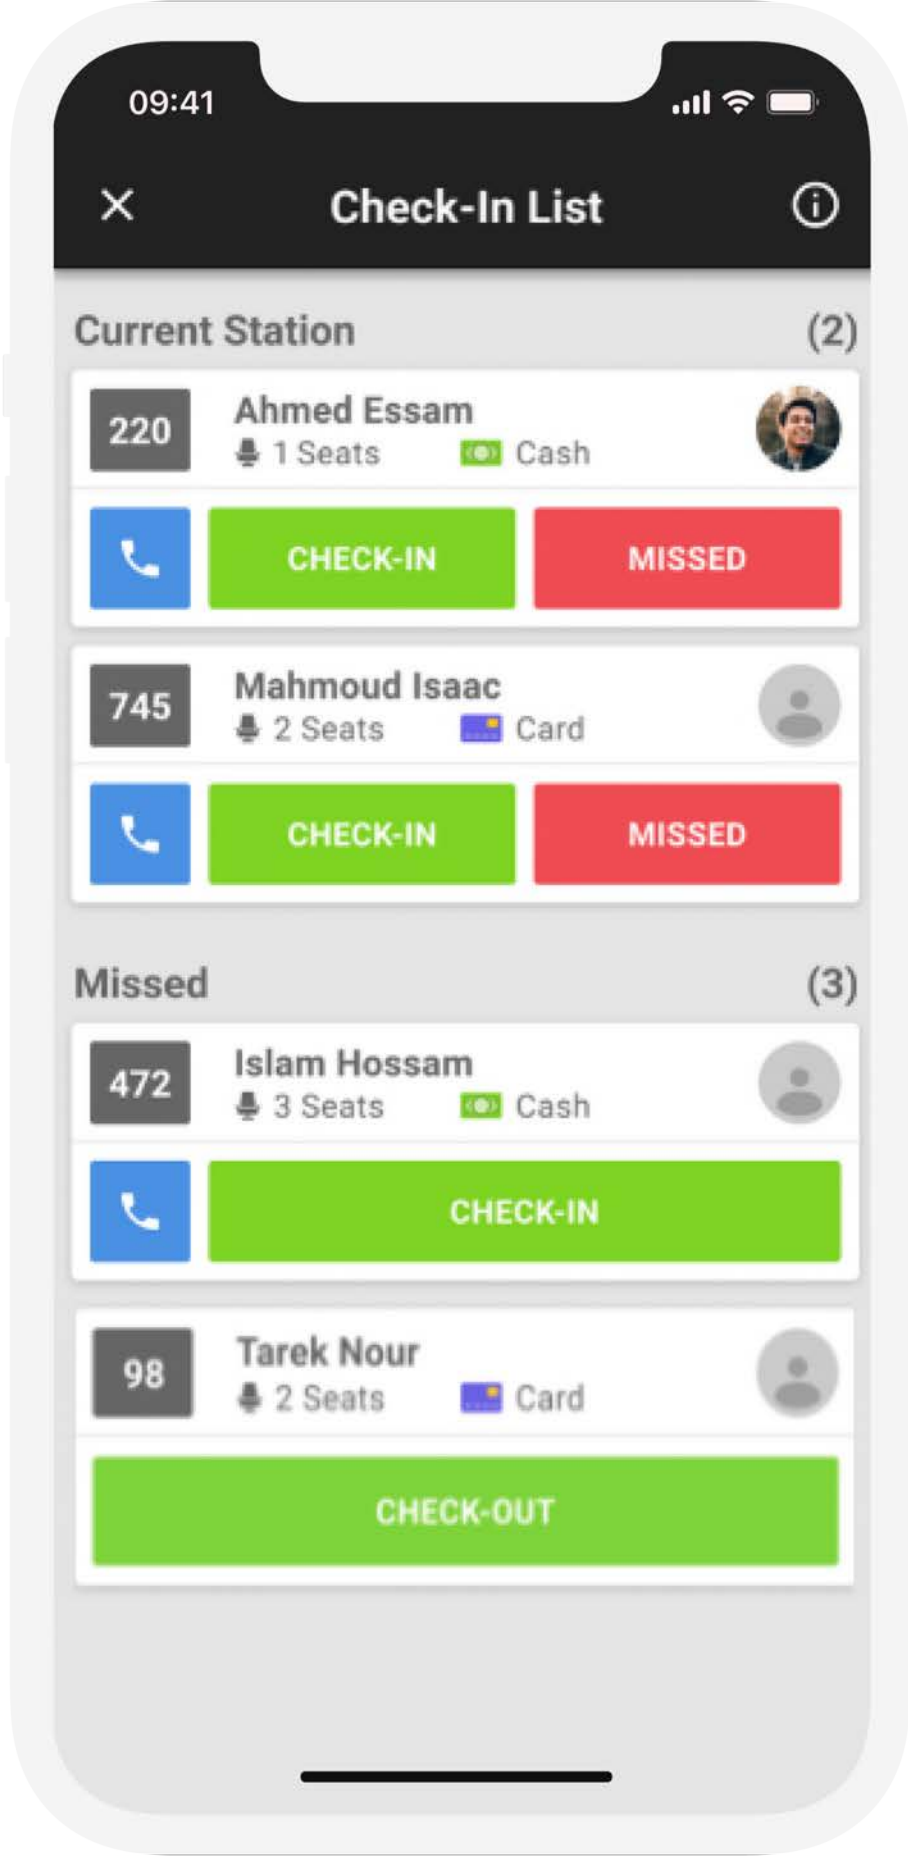 09:41
Check-In List
Current Station (2)
220 Ahmed Essam
1 Seats Cash
CHECK-IN MISSED
745 Mahmoud Isaac
2 Seats Card
CHECK-IN MISSED
Missed (3)
472 Islam Hossam
3 Seats Cash
CHECK-IN
98 Tarek Nour
2 Seats Card
CHECK-OUT